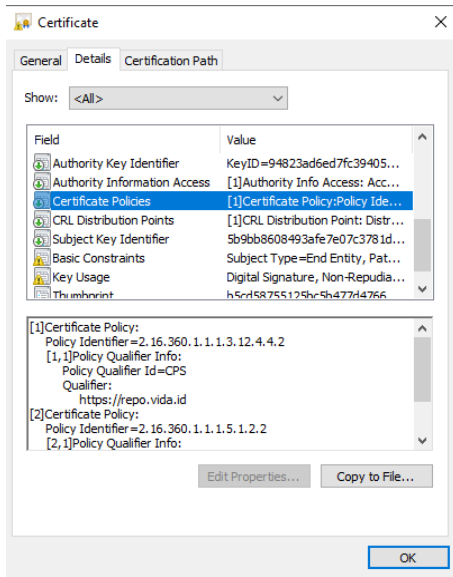 Certificate
General Details Certification Path
Show: <All>
Field Value
Authority Key Identifier KeyID=94823ad6ed7fc39405...
Authority Information Access [1]Authority Info Access: Acc...
Certificate Policies [1]Certificate Policy:Policy Ide...
CRL Distribution Points [1]CRL Distribution Point: Distr...
Subject Key Identifier 5b9bb8608493afe7e07c3781d...
Basic Constraints Subject Type=End Entity, Pat...
Key Usage Digital Signature, Non-Repudia...
Thumbprint b5cd58755125bc5b477d4766
[1]Certificate Policy:
Policy Identifier=2.16.360.1.1.1.3.12.4.4.2
[1,1]Policy Qualifier Info:
Policy Qualifier Id=CPS
Qualifier:
https://repo.vida.id
[2]Certificate Policy:
Policy Identifier=2.16.360.1.1.1.5.1.2.2
[2,1]Policy Qualifier Info:
Edit Properties... Copy to File...
OK